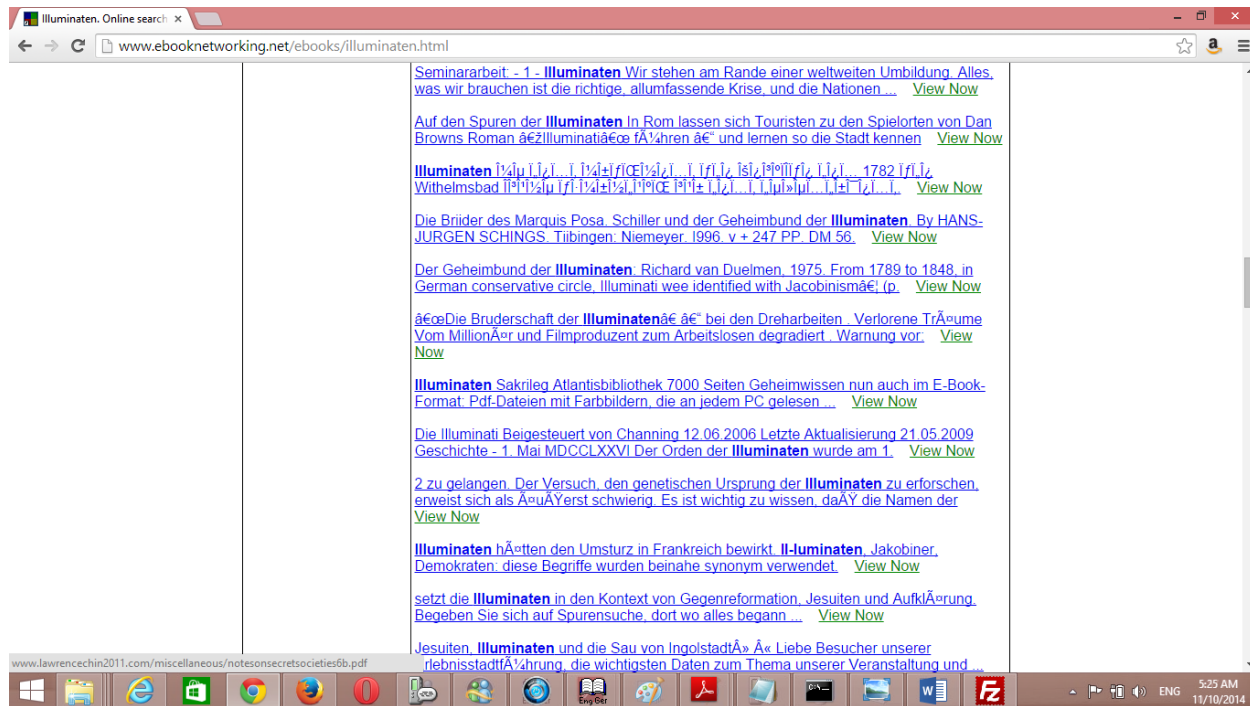 Illuminaten. Online search
www.ebooknetworking.net/ebooks/illuminaten.html
Seminararbeit: - 1 - Illuminaten Wir stehen am Rande einer weltweiten Umbildung. Alles,
was wir brauchen ist die richtige, allumfassende Krise, und die Nationen ... View Now
Auf den Spuren der Illuminaten In Rom lassen sich Touristen zu den Spielorten von Dan
Browns Roman â€žIlluminatiâ€œ fÃ¼hren â€“ und lernen so die Stadt kennen View Now
Illuminaten 1782
Withelmsbad View Now
Die Briider des Marquis Posa. Schiller und der Geheimbund der Illuminaten. By HANS-
JURGEN SCHINGS. Tiibingen: Niemeyer. I996. v + 247 PP. DM 56. View Now
Der Geheimbund der Illuminaten: Richard van Duelmen, 1975. From 1789 to 1848, in
German conservative circle, Illuminati wee identified with Jacobinismâ€¦ (p. View Now
â€œDie Bruderschaft der Illuminatenâ€ â€“ bei den Dreharbeiten . Verlorene TrÃ¤ume
Vom MillionÃ¤r und Filmproduzent zum Arbeitslosen degradiert . Warnung vor: View
Now
Illuminaten Sakrileg Atlantisbibliothek 7000 Seiten Geheimwissen nun auch im E-Book-
Format: Pdf-Dateien mit Farbbildern, die an jedem PC gelesen ... View Now
Die Illuminati Beigesteuert von Channing 12.06.2006 Letzte Aktualisierung 21.05.2009
Geschichte - 1. Mai MDCCLXXVI Der Orden der Illuminaten wurde am 1. View Now
2 zu gelangen. Der Versuch, den genetischen Ursprung der Illuminaten zu erforschen,
erweist sich als Ã¤uÃŸerst schwierig. Es ist wichtig zu wissen, daÃŸ die Namen der
View Now
Illuminaten hÃ¤tten den Umsturz in Frankreich bewirkt. Il-luminaten, Jakobiner,
Demokraten: diese Begriffe wurden beinahe synonym verwendet. View Now
setzt die Illuminaten in den Kontext von Gegenreformation, Jesuiten und AufklÃ¤rung.
Begeben Sie sich auf Spurensuche, dort wo alles begann ... View Now
Jesuiten, Illuminaten und die Sau von IngolstadtÂ» Â« Liebe Besucher unserer
rlebnisstadtfÃ¼hrung, die wichtigsten Daten zum Thema unserer Veranstaltung und ...
www.lawrencechin2011.com/miscellaneous/notesonsecretsocieties6b.pdf
Eng Ger
ENG
5:25 AM
11/10/2014